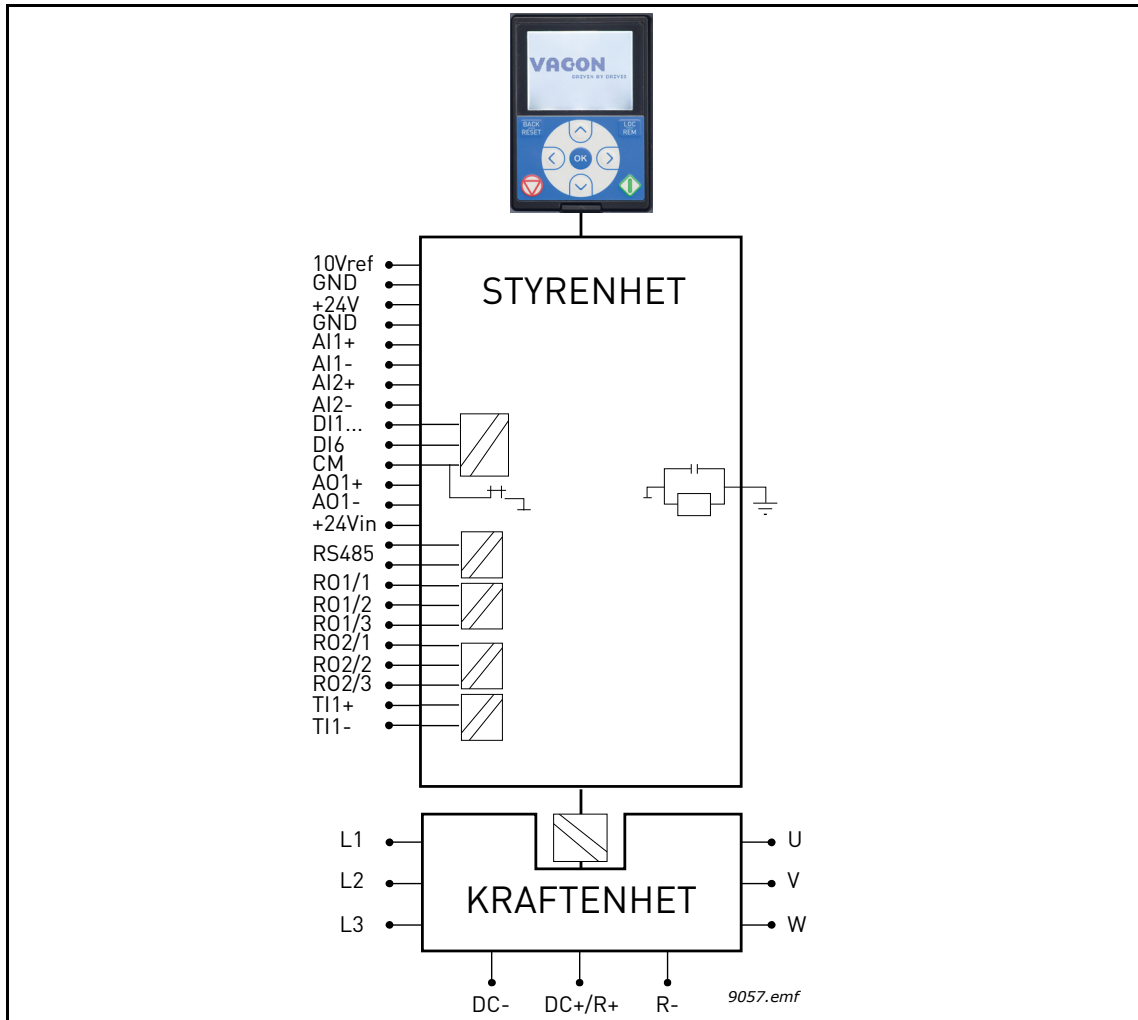 VACON
DRIVEN BY DRIVES
BACK
RESET
LOC
REM
OK
STYRENHET
10Vref
GND
+24V
GND
AI1+
AI1-
AI2+
AI2-
DI1...
DI6
CM
AO1+
AO1-
+24Vin
RS485
RO1/1
RO1/2
RO1/3
RO2/1
RO2/2
RO2/3
TI1+
TI1-
L1
L2
L3
KRAFTENHET
U
V
W
DC-
DC+/R+
R-
9057.emf